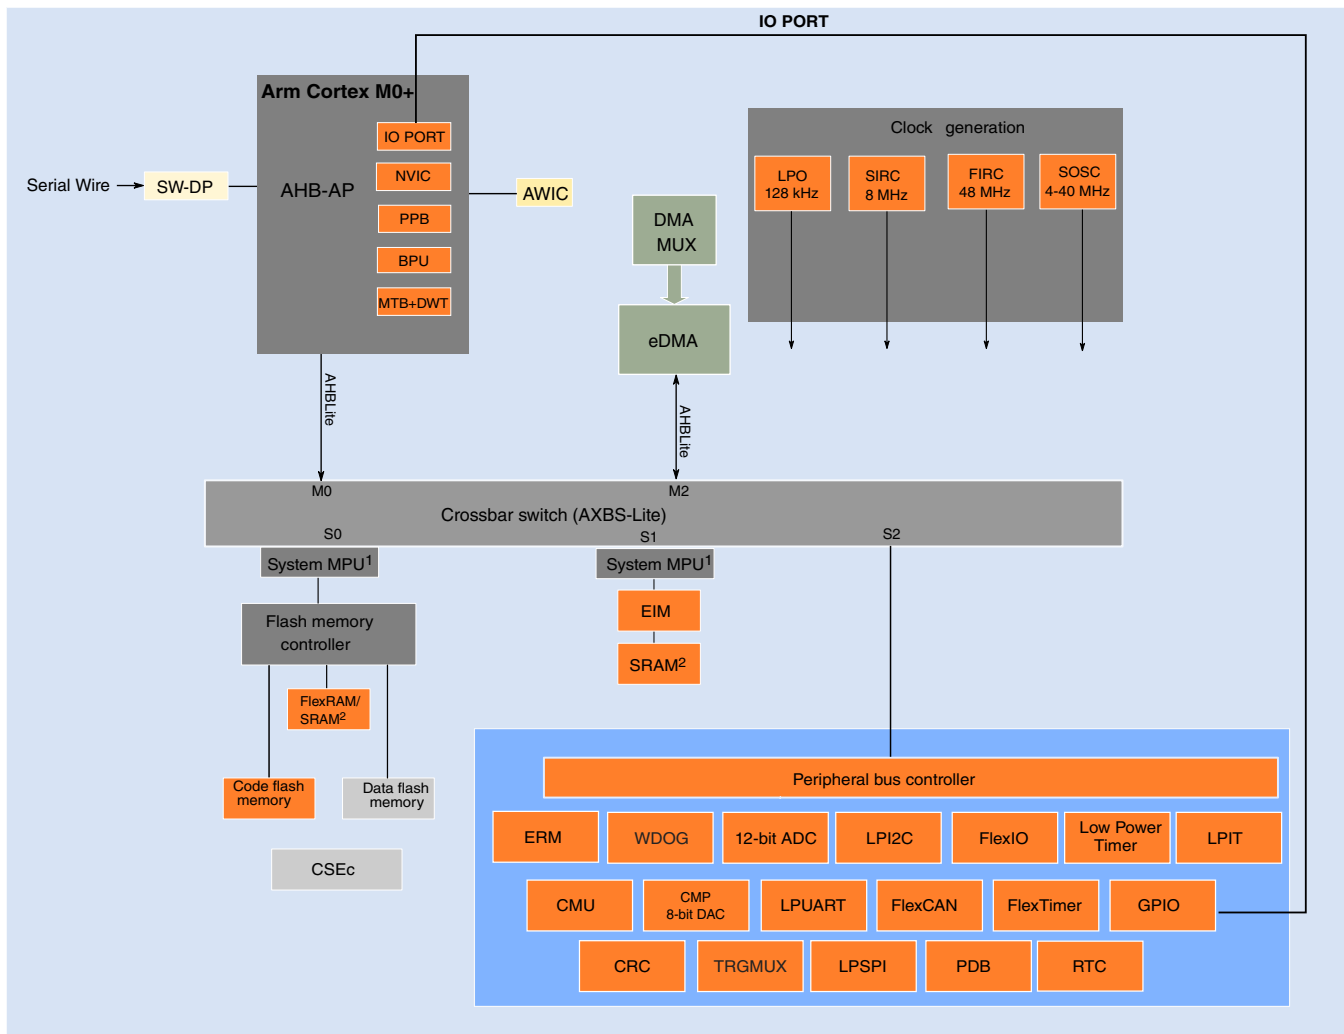 IO PORT
Arm Cortex M0+
IO PORT
NVIC
AHB-AP
PPB
BPU
MTB+DWT
Serial Wire
SW-DP
AWIC
DMA
MUX
eDMA
Clock generation
LPO
128 kHz
SIRC
8 MHz
FIRC
48 MHz
SOSC
4-40 MHz
AHBLite
AHBLite
M0
M2
Crossbar switch (AXBS-Lite)
S0
S1
S2
System MPU1
System MPU1
Flash memory
controller
EIM
SRAM2
FlexRAM/
SRAM2
Code flash
memory
Data flash
memory
CSEc
Peripheral bus controller
ERM
WDOG
12-bit ADC
LPI2C
FlexIO
Low Power
Timer
LPIT
CMU
CMP
8-bit DAC
LPUART
FlexCAN
FlexTimer
GPIO
CRC
TRGMUX
LPSPI
PDB
RTC